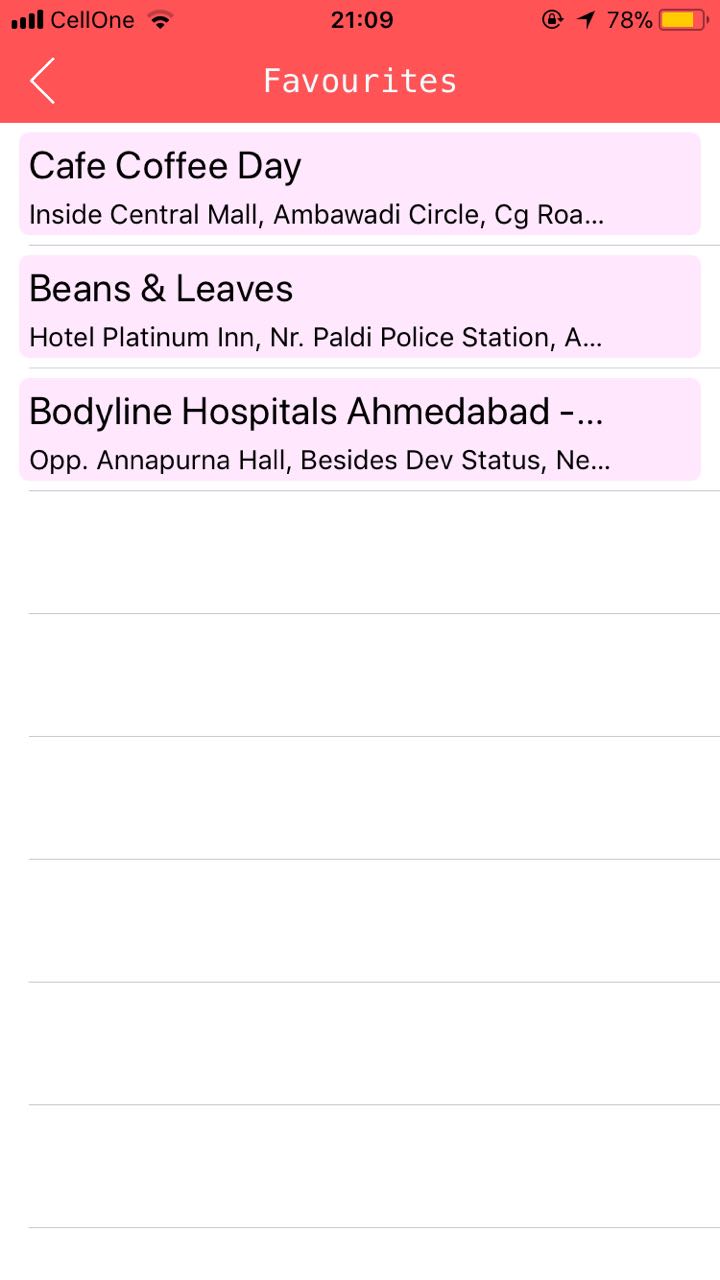 CellOne 21:09 78%
Favourites
Cafe Coffee Day
Inside Central Mall, Ambawadi Circle, Cg Roa...
Beans & Leaves
Hotel Platinum Inn, Nr. Paldi Police Station, A...
Bodyline Hospitals Ahmedabad -...
Opp. Annapurna Hall, Besides Dev Status, Ne...